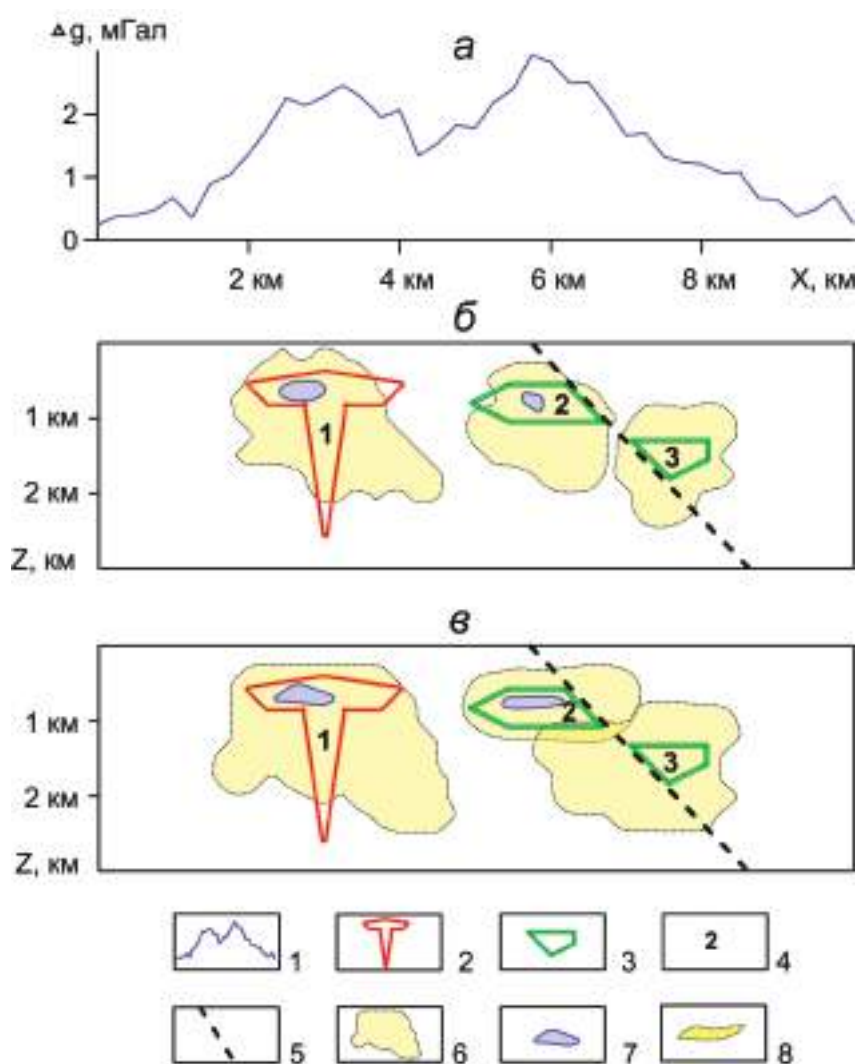 Δg, мГал
а
2
1
0
2 км 4 км 6 км 8 км X, км
б
1 км
2 км
Z, км
1 2 3
в
1 км
2 км
Z, км
1 2 3
1 2 3 2 4
5 6 7 8